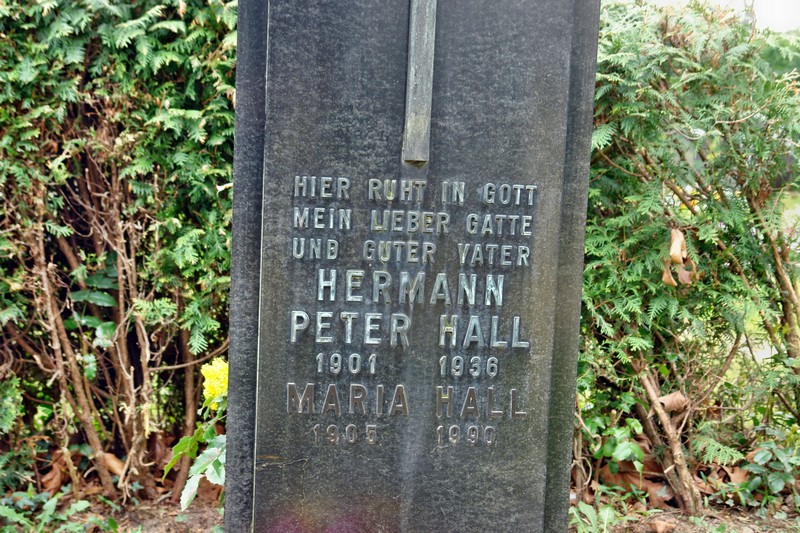 HIER RUHT IN GOTT
MEIN LIEBER GATTE
UND GUTER VATER
HERMANN
PETER HALL
1901 1936
MARIA HALL
1905 1990